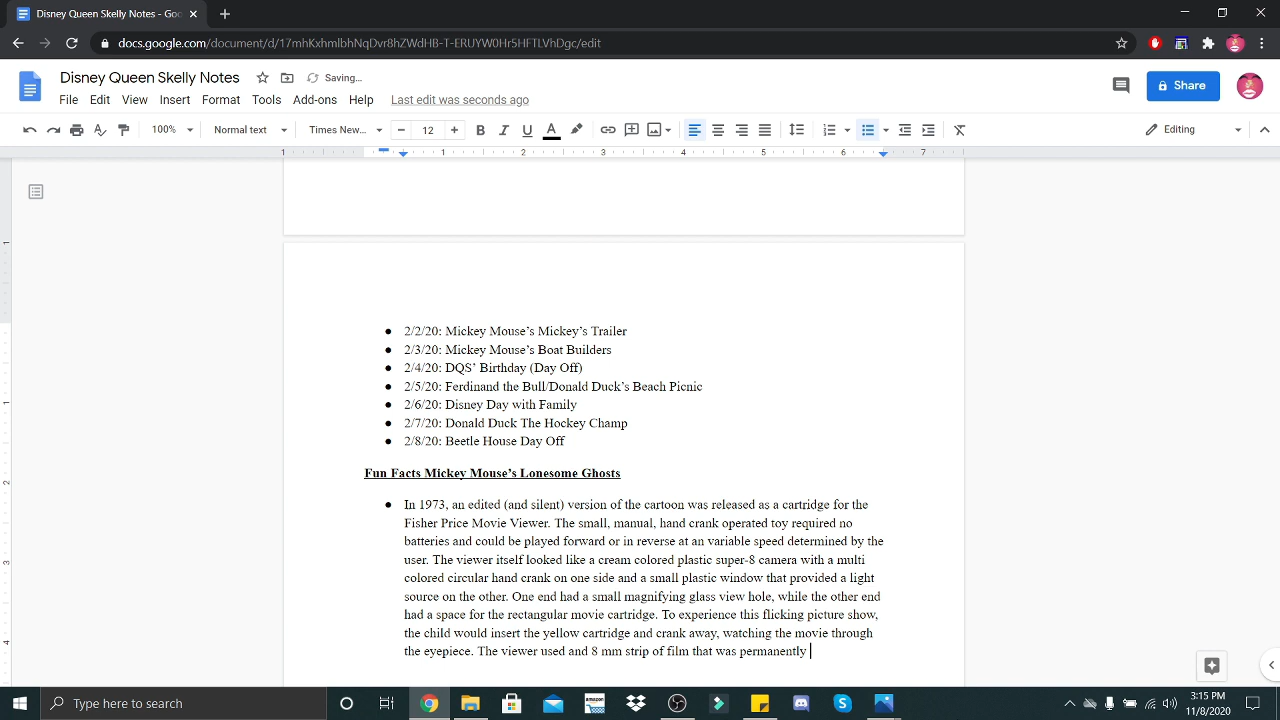 Disney Queen Skelly Notes - Goo
docs.google.com/document/d/17mhKxhmlbhNqDvr8hZWdHB-T-ERUYW0Hr5HFTLVhDgc/edit
Disney Queen Skelly Notes
Saving...
File Edit View Insert Format Tools Add-ons Help Last edit was seconds ago
Share
100% Normal text Times New... 12 B I U A Editing
1 1 2 3 4 5 6 7
2/2/20: Mickey Mouse’s Mickey’s Trailer
2/3/20: Mickey Mouse’s Boat Builders
2/4/20: DQS’ Birthday (Day Off)
2/5/20: Ferdinand the Bull/Donald Duck’s Beach Picnic
2/6/20: Disney Day with Family
2/7/20: Donald Duck The Hockey Champ
2/8/20: Beetle House Day Off
Fun Facts Mickey Mouse’s Lonesome Ghosts
In 1973, an edited (and silent) version of the cartoon was released as a cartridge for the
Fisher Price Movie Viewer. The small, manual, hand crank operated toy required no
batteries and could be played forward or in reverse at an variable speed determined by the
user. The viewer itself looked like a cream colored plastic super-8 camera with a multi
colored circular hand crank on one side and a small plastic window that provided a light
source on the other. One end had a small magnifying glass view hole, while the other end
had a space for the rectangular movie cartridge. To experience this flicking picture show,
the child would insert the yellow cartridge and crank away, watching the movie through
the eyepiece. The viewer used and 8 mm strip of film that was permanently
Type here to search
amazon
3:15 PM
11/8/2020